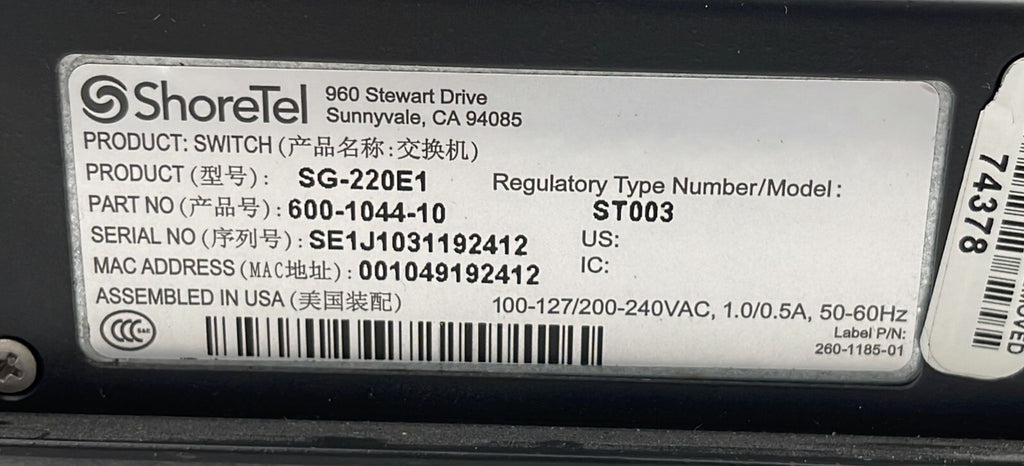 ShoreTel
960 Stewart Drive
Sunnyvale, CA 94085
PRODUCT: SWITCH (产品名称:交换机)
PRODUCT (型号): SG-220E1
Regulatory Type Number/Model:
ST003
PART NO (产品号): 600-1044-10
SERIAL NO (序列号): SE1J1031192412
US:
MAC ADDRESS (MAC地址): 001049192412
IC:
ASSEMBLED IN USA (美国装配)
100-127/200-240VAC, 1.0/0.5A, 50-60Hz
Label P/N:
260-1185-01
CCC S&E
74378